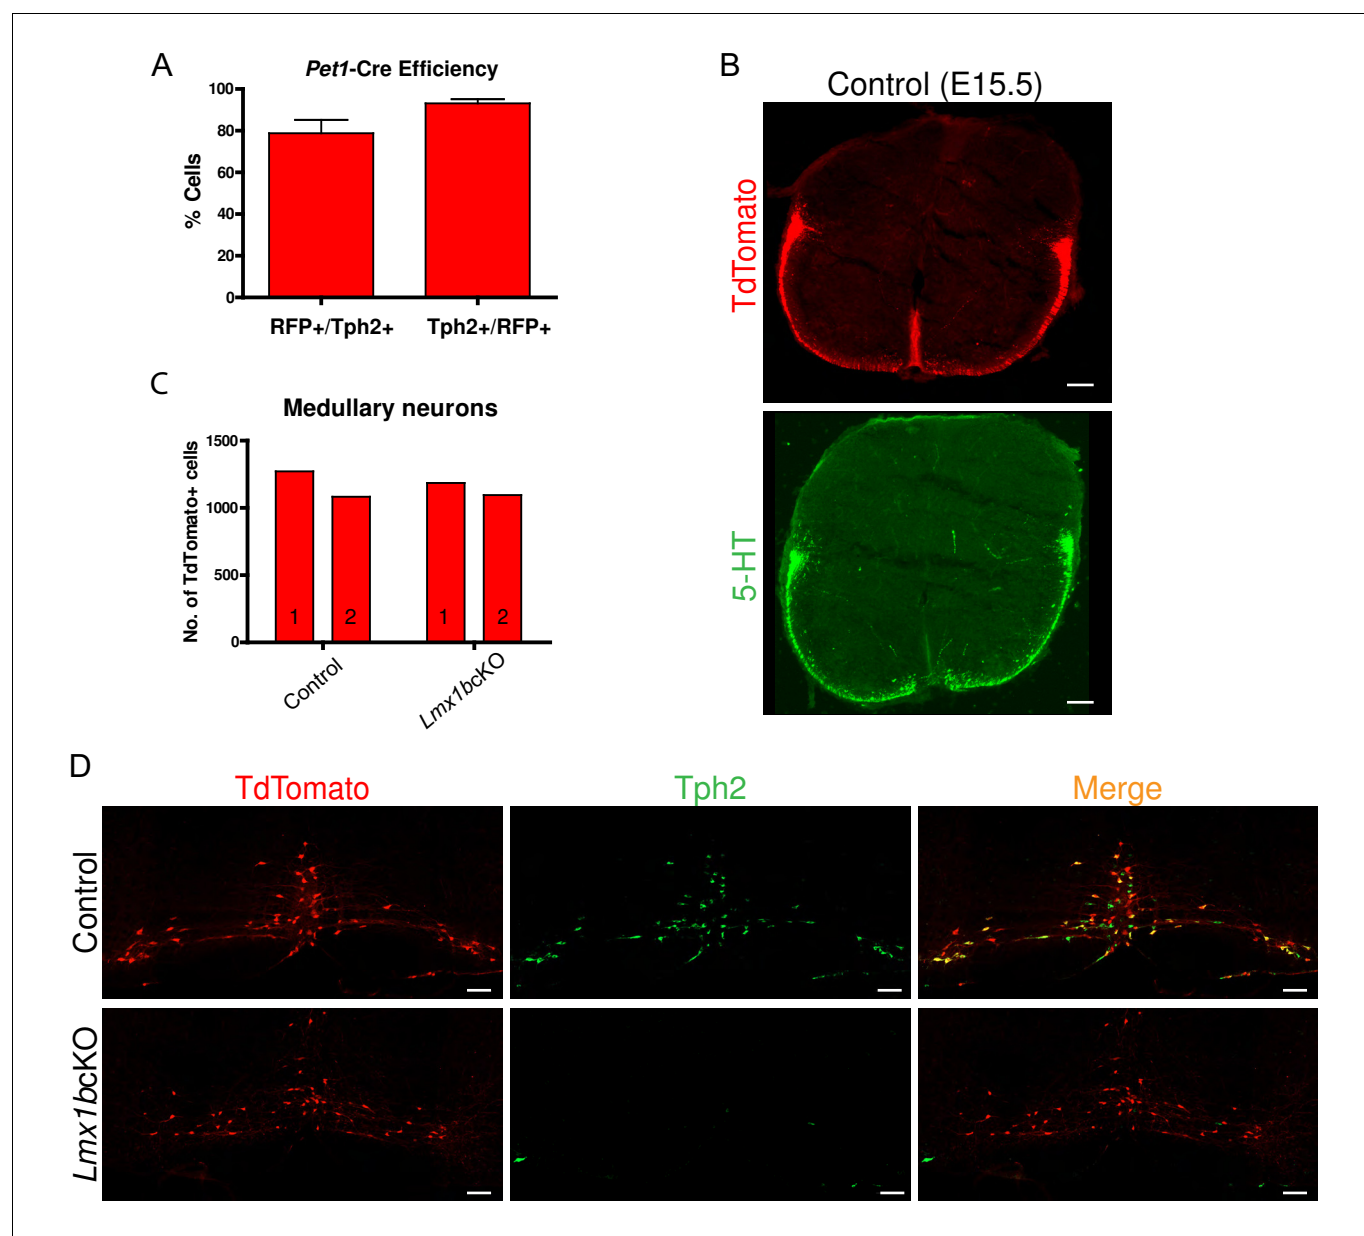 A
Pet1-Cre Efficiency
% Cells
100
80
60
40
20
0
RFP+/Tph2+
Tph2+/RFP+
B
Control (E15.5)
TdTomato
5-HT
C
Medullary neurons
No. of TdTomato+ cells
1500
1000
500
0
1
2
1
2
Control
Lmx1bcKO
D
TdTomato
Tph2
Merge
Control
Lmx1bcKO